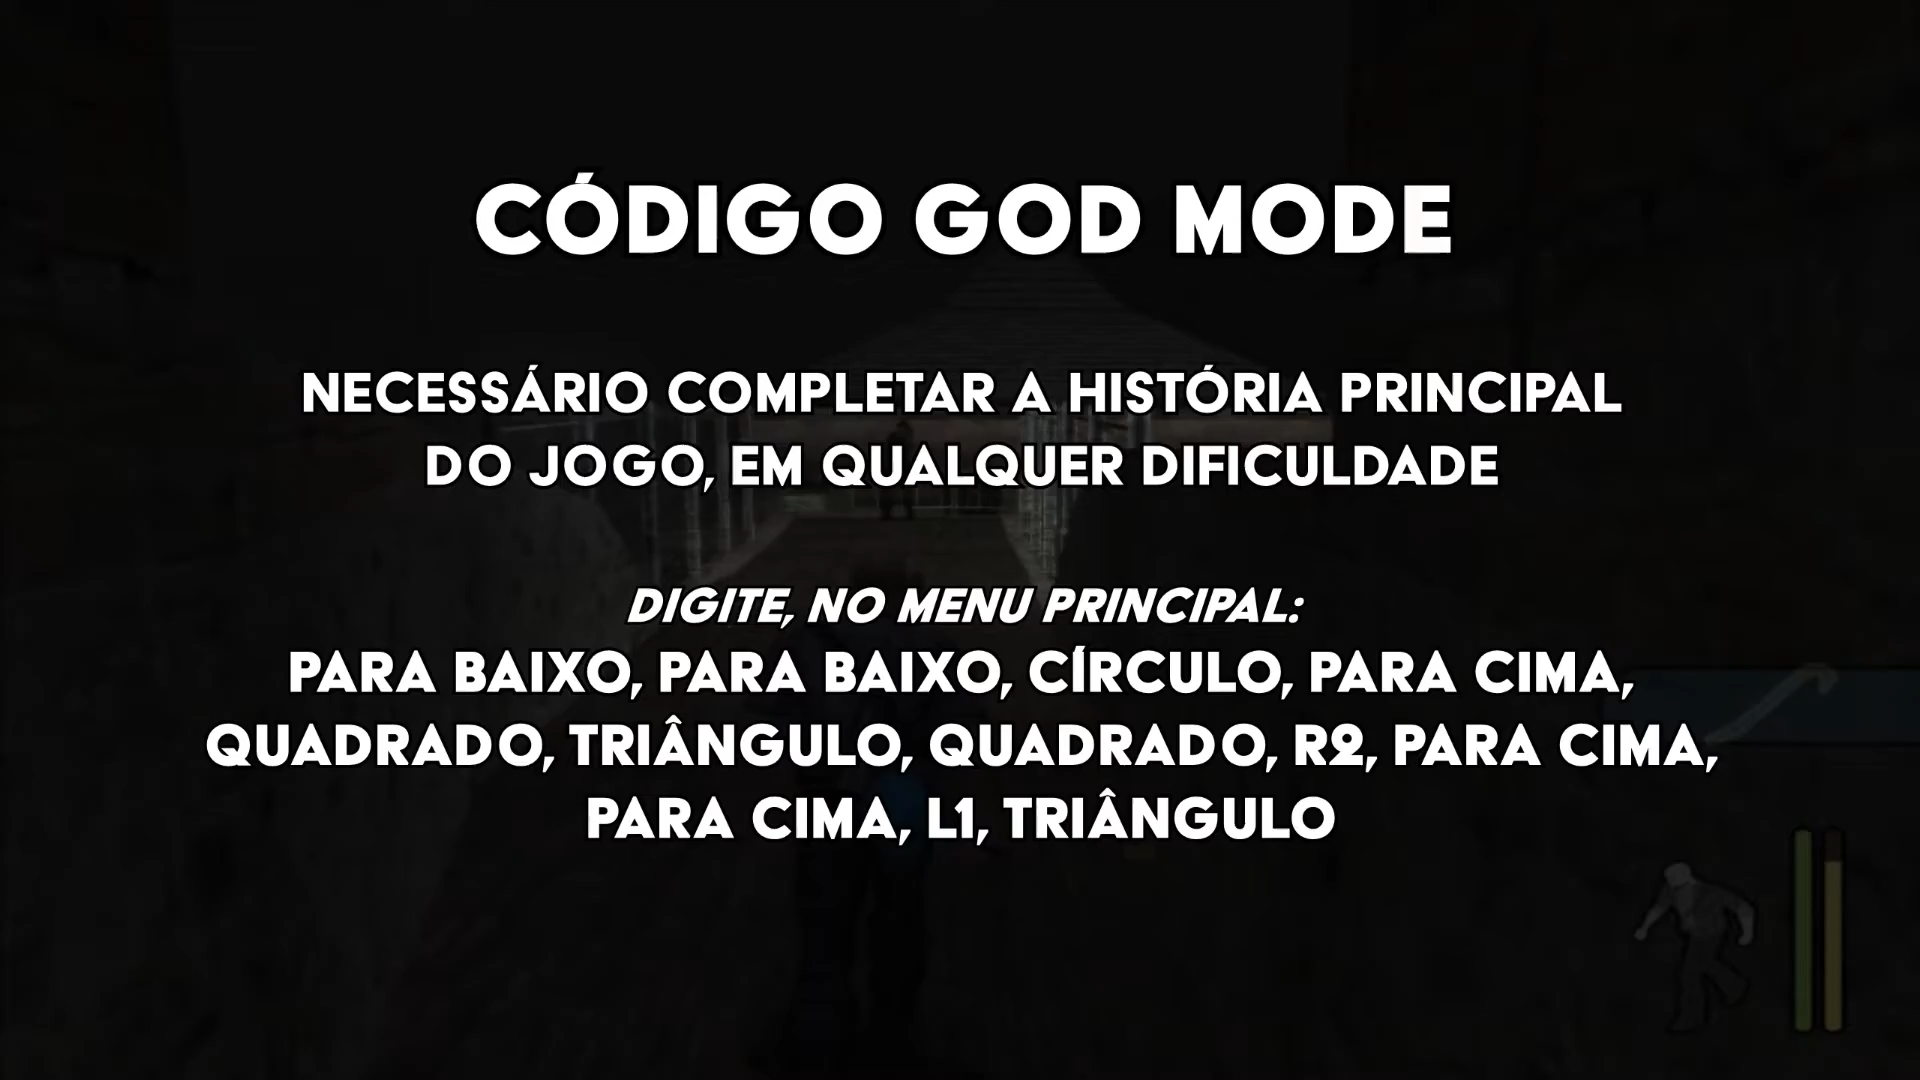 CÓDIGO GOD MODE
NECESSÁRIO COMPLETAR A HISTÓRIA PRINCIPAL
DO JOGO, EM QUALQUER DIFICULDADE
DIGITE, NO MENU PRINCIPAL:
PARA BAIXO, PARA BAIXO, CÍRCULO, PARA CIMA,
QUADRADO, TRIÂNGULO, QUADRADO, R2, PARA CIMA,
PARA CIMA, L1, TRIÂNGULO